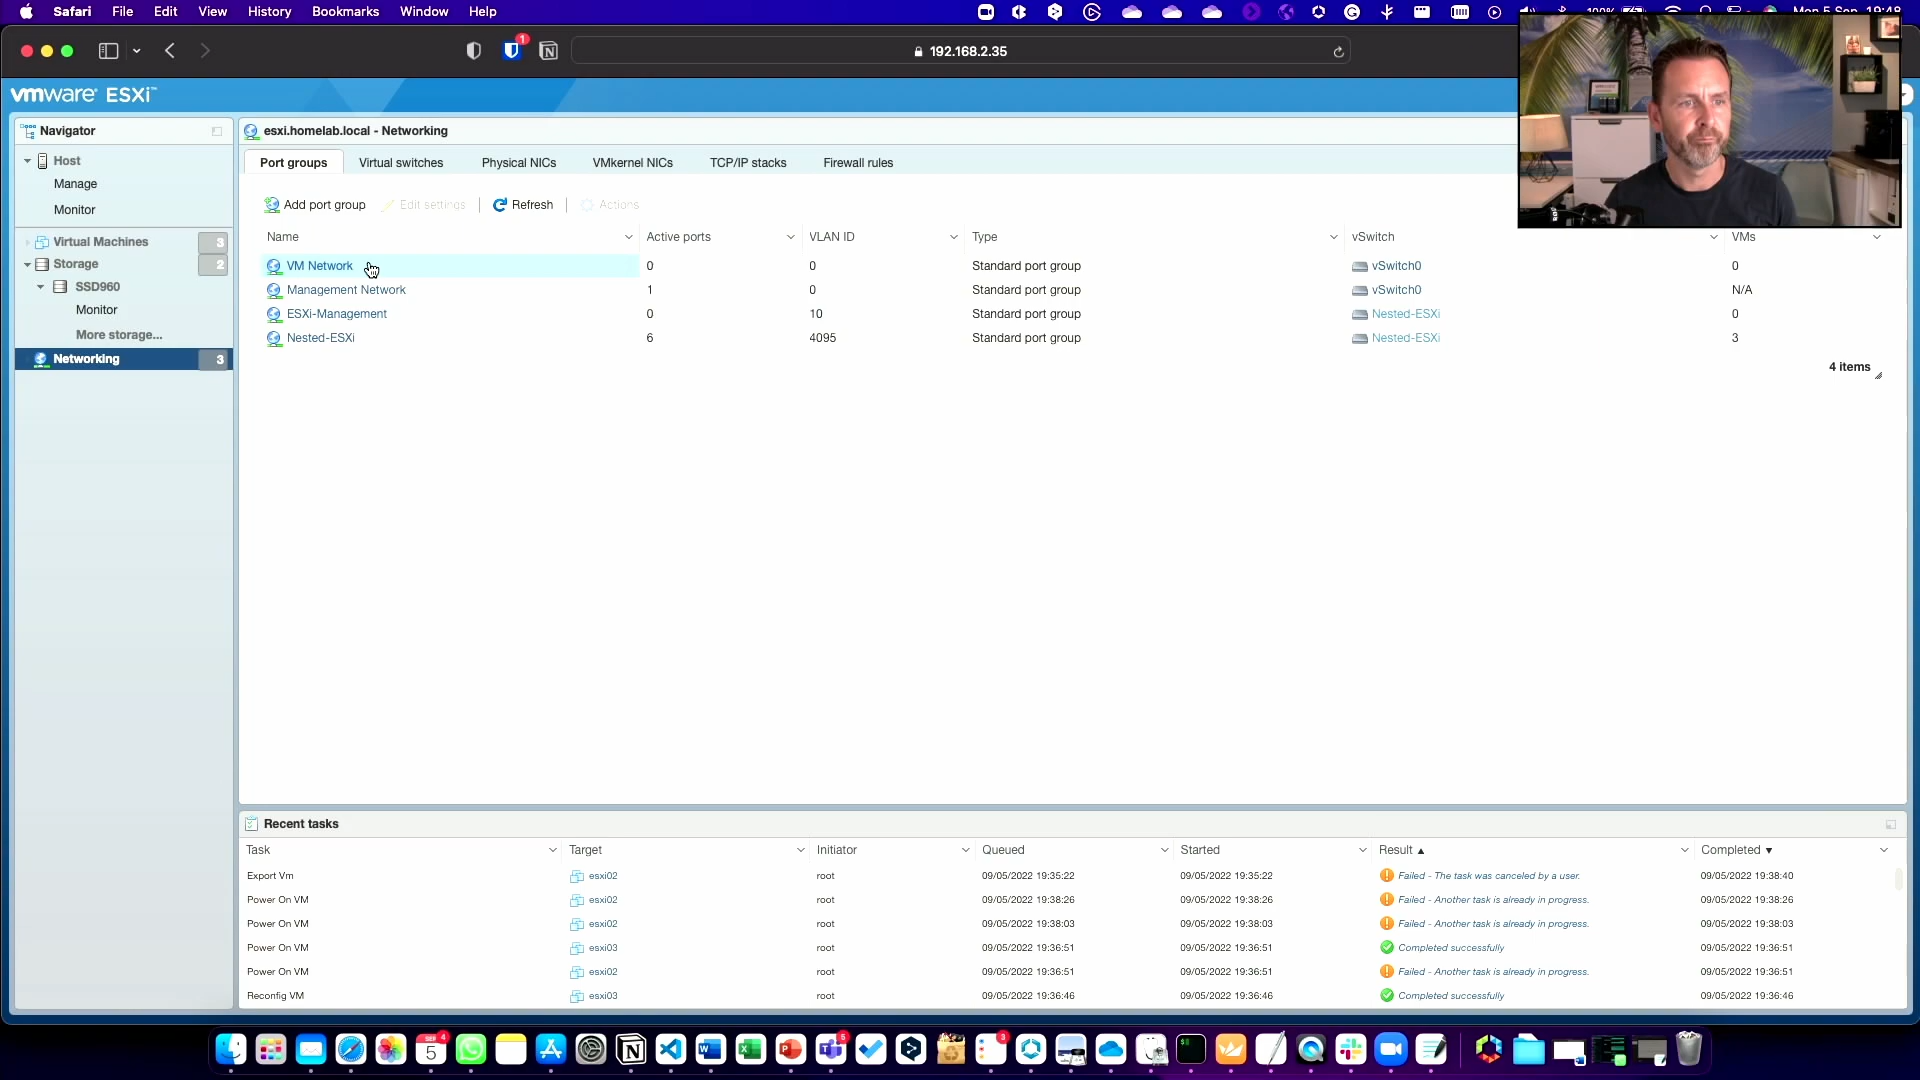 Safari File Edit View History Bookmarks Window Help
192.168.2.35
1
vmware ESXi™
Navigator
Host
Manage
Monitor
Virtual Machines 3
Storage 2
SSD960
Monitor
More storage...
Networking 3
esxi.homelab.local - Networking
Port groups Virtual switches Physical NICs VMkernel NICs TCP/IP stacks Firewall rules
Add port group Edit settings Refresh Actions
Name Active ports VLAN ID Type vSwitch VMs
VM Network 0 0 Standard port group vSwitch0 0
Management Network 1 0 Standard port group vSwitch0 N/A
ESXi-Management 0 10 Standard port group Nested-ESXi 0
Nested-ESXi 6 4095 Standard port group Nested-ESXi 3
4 items
Recent tasks
Task Target Initiator Queued Started Result ▲ Completed ▼
Export Vm esxi02 root 09/05/2022 19:35:22 09/05/2022 19:35:22 Failed - The task was canceled by a user. 09/05/2022 19:38:40
Power On VM esxi02 root 09/05/2022 19:38:26 09/05/2022 19:38:26 Failed - Another task is already in progress. 09/05/2022 19:38:26
Power On VM esxi02 root 09/05/2022 19:38:03 09/05/2022 19:38:03 Failed - Another task is already in progress. 09/05/2022 19:38:03
Power On VM esxi03 root 09/05/2022 19:36:51 09/05/2022 19:36:51 Completed successfully 09/05/2022 19:36:51
Power On VM esxi02 root 09/05/2022 19:36:51 09/05/2022 19:36:51 Failed - Another task is already in progress. 09/05/2022 19:36:51
Reconfig VM esxi03 root 09/05/2022 19:36:46 09/05/2022 19:36:46 Completed successfully 09/05/2022 19:36:46